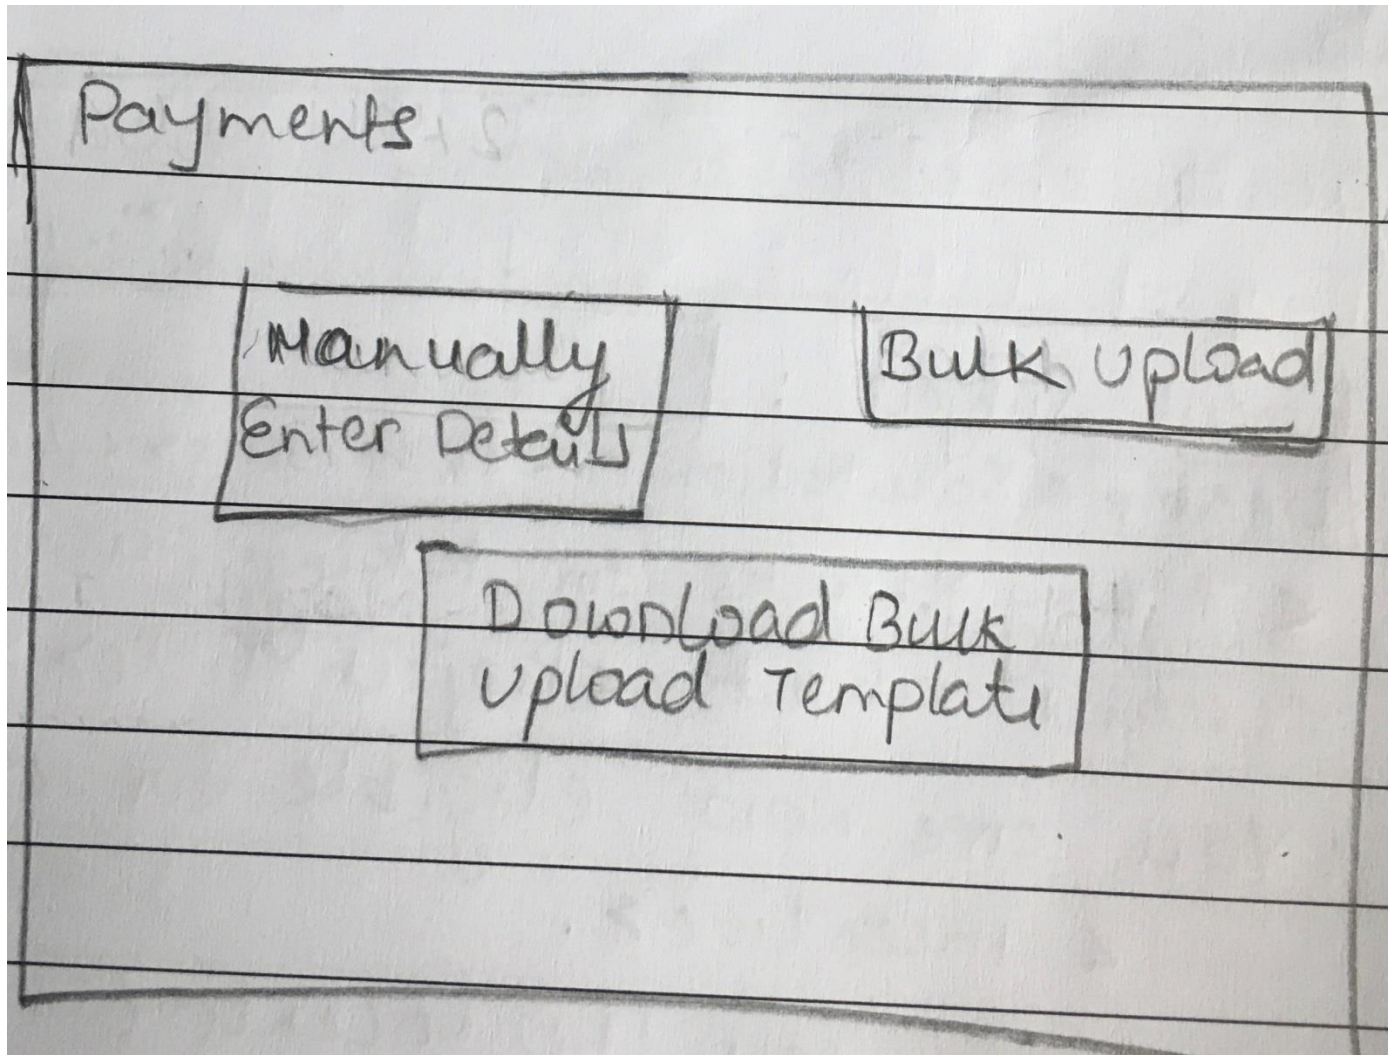 Payments
Manually
Enter Details
Bulk Upload
Download Bulk
Upload Template